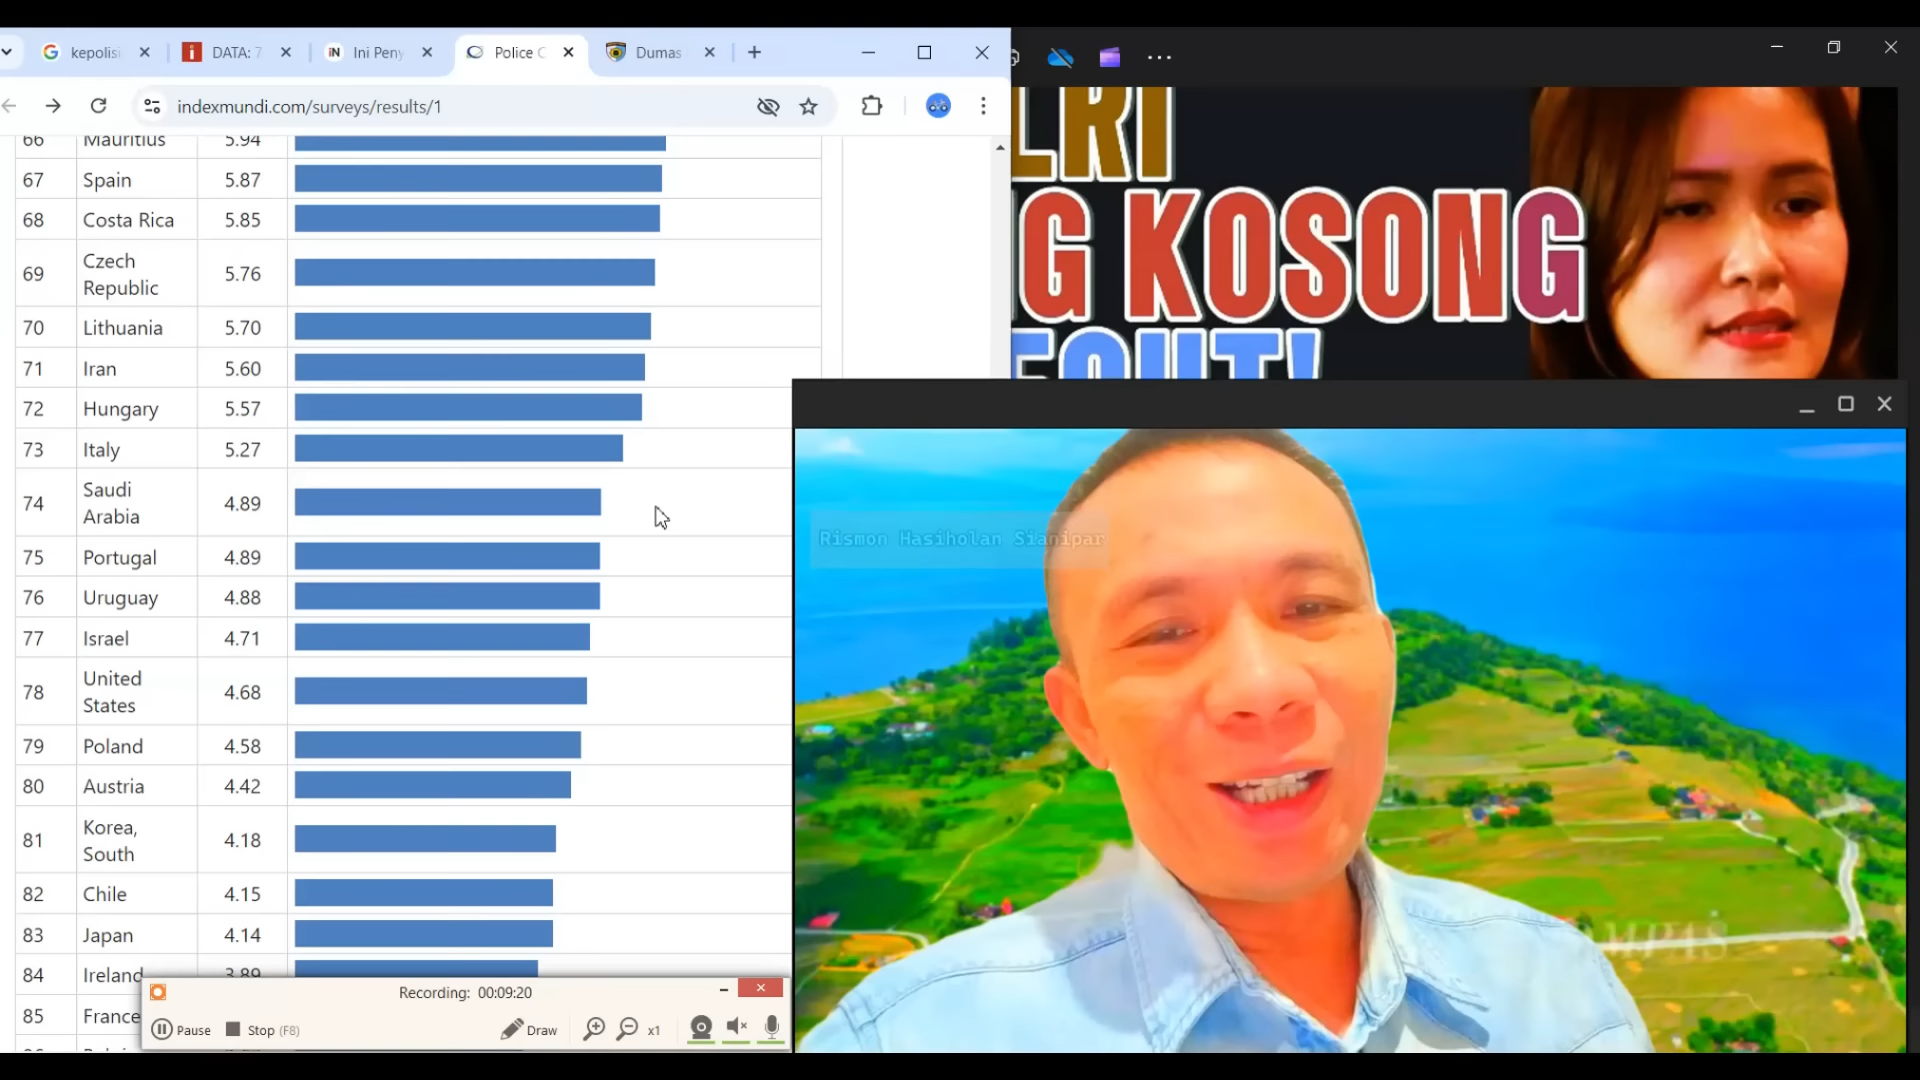 kepolisi
DATA: 7
Ini Peny
Police C
Dumas
indexmundi.com/surveys/results/1
66 Mauritius 5.94
67 Spain 5.87
68 Costa Rica 5.85
69 Czech Republic 5.76
70 Lithuania 5.70
71 Iran 5.60
72 Hungary 5.57
73 Italy 5.27
74 Saudi Arabia 4.89
75 Portugal 4.89
76 Uruguay 4.88
77 Israel 4.71
78 United States 4.68
79 Poland 4.58
80 Austria 4.42
81 Korea, South 4.18
82 Chile 4.15
83 Japan 4.14
84 Ireland 3.89
85 France
LRI
G KOSONG
EOUT!
Rismon Hasiholan Sianipar
Recording: 00:09:20
Pause Stop (F8) Draw x1